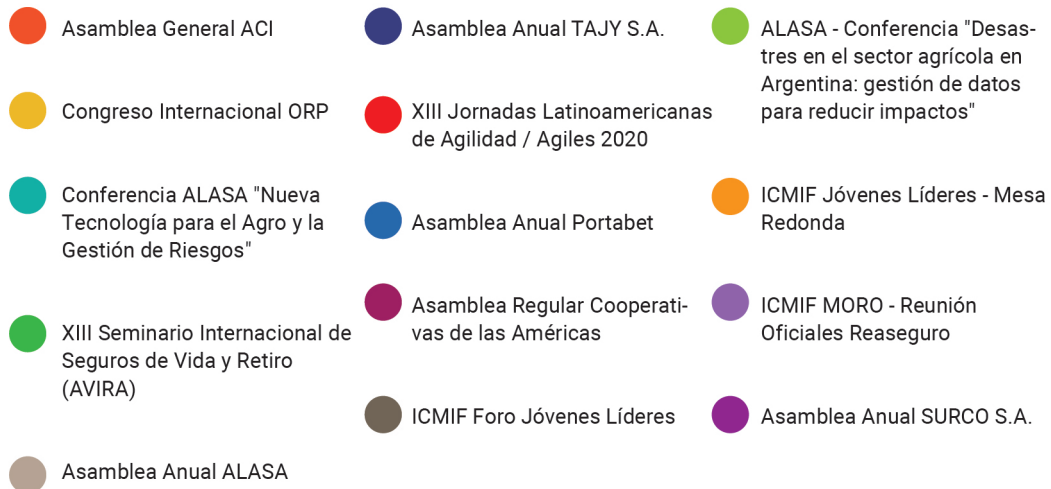 Asamblea General ACI
Congreso Internacional ORP
Conferencia ALASA "Nueva
Tecnología para el Agro y la
Gestión de Riesgos"
XIII Seminario Internacional de
Seguros de Vida y Retiro
(AVIRA)
Asamblea Anual ALASA
Asamblea Anual TAJY S.A.
XIII Jornadas Latinoamericanas
de Agilidad / Agiles 2020
Asamblea Anual Portabet
Asamblea Regular Cooperati-
vas de las Américas
ICMIF Foro Jóvenes Líderes
ALASA - Conferencia "Desas-
tres en el sector agrícola en
Argentina: gestión de datos
para reducir impactos"
ICMIF Jóvenes Líderes - Mesa
Redonda
ICMIF MORO - Reunión
Oficiales Reaseguro
Asamblea Anual SURCO S.A.